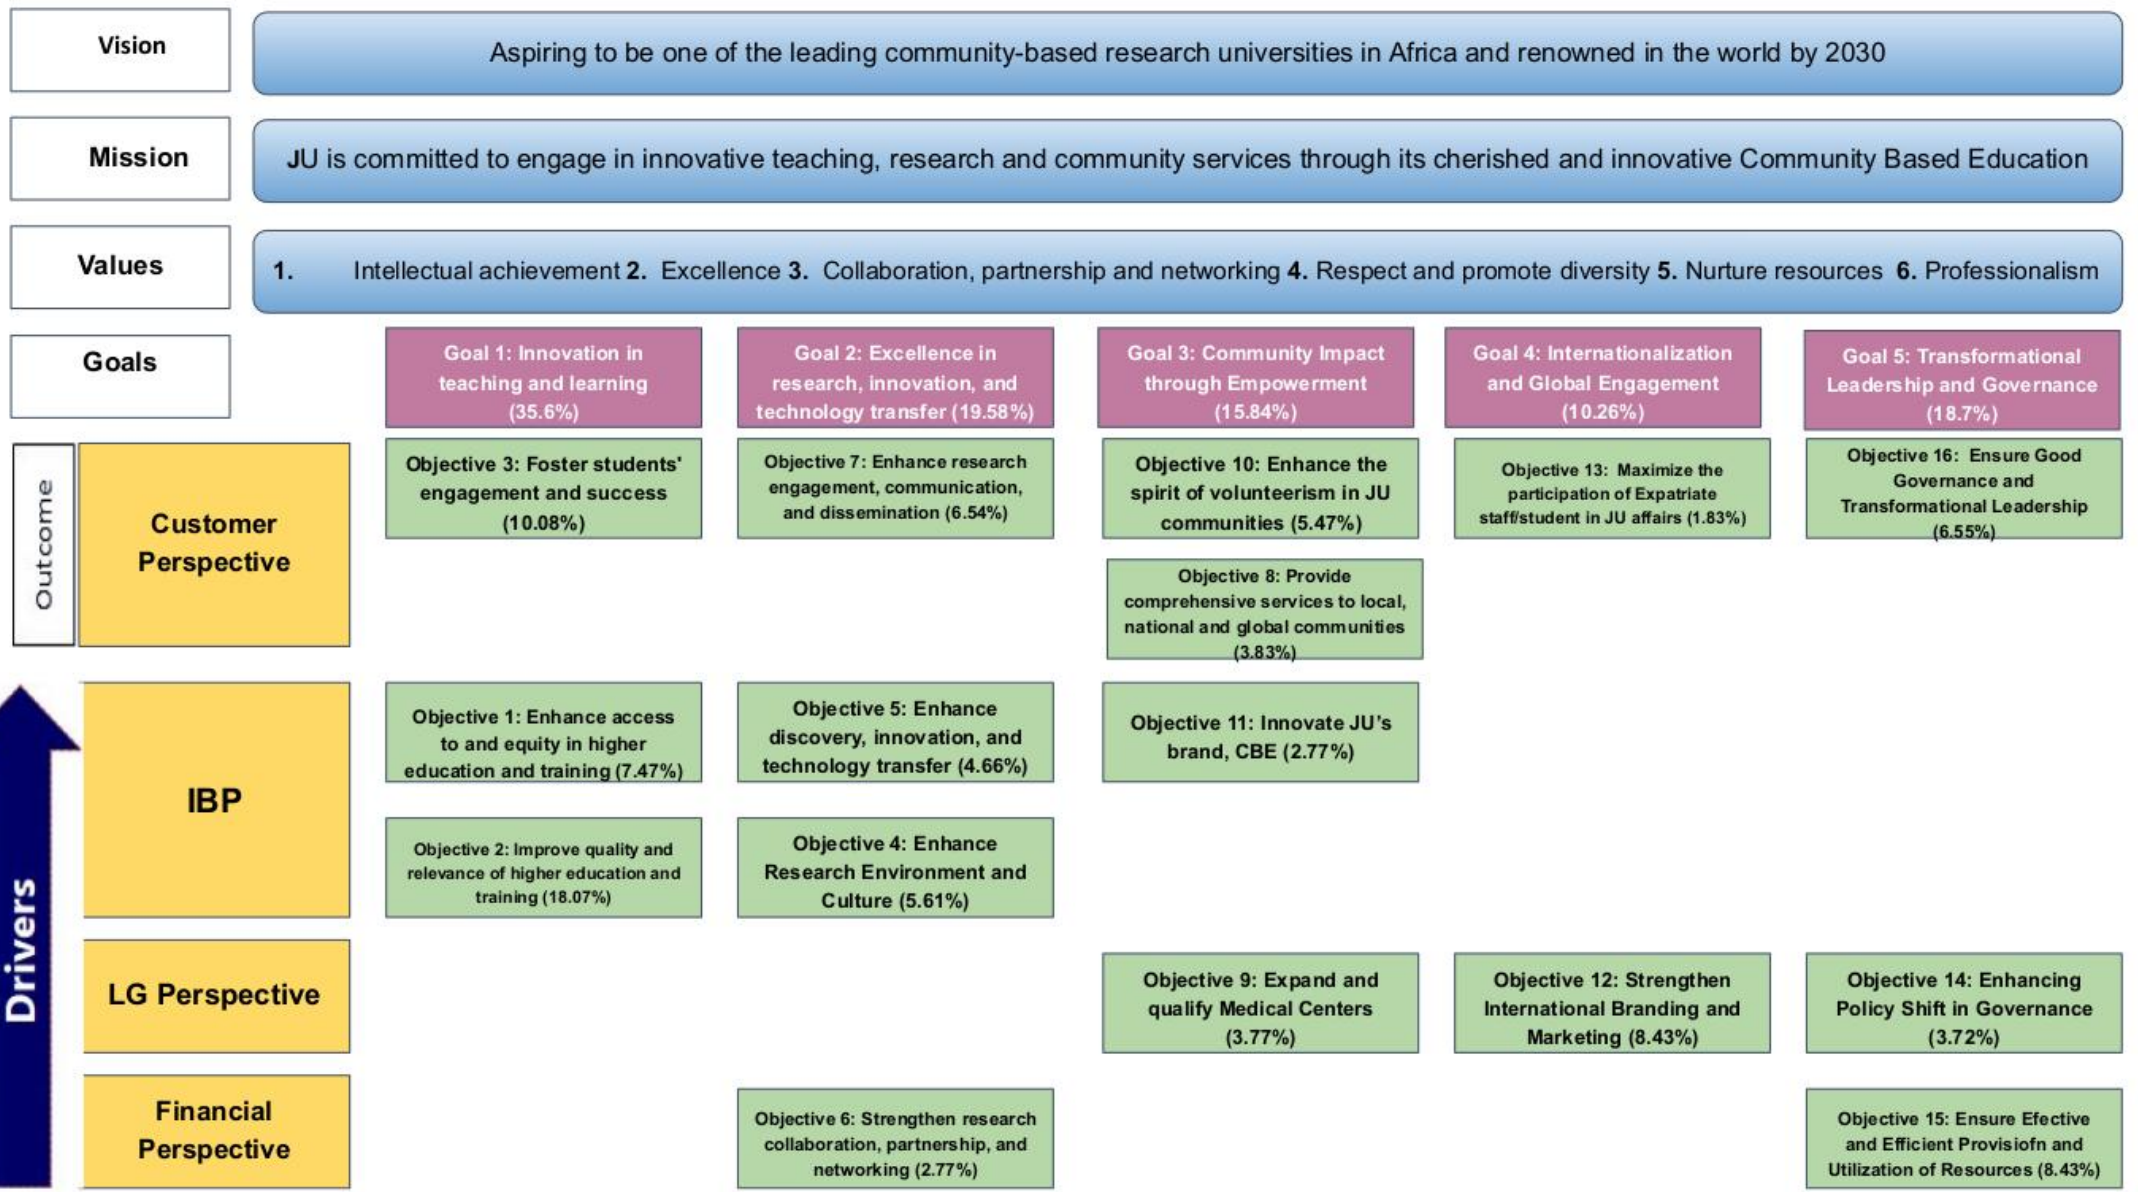 Vision
Aspiring to be one of the leading community-based research universities in Africa and renowned in the world by 2030
Mission
JU is committed to engage in innovative teaching, research and community services through its cherished and innovative Community Based Education
Values
1. Intellectual achievement 2. Excellence 3. Collaboration, partnership and networking 4. Respect and promote diversity 5. Nurture resources 6. Professionalism
Goals
Goal 1: Innovation in
teaching and learning
(35.6%)
Goal 2: Excellence in
research, innovation, and
technology transfer (19.58%)
Goal 3: Community Impact
through Empowerment
(15.84%)
Goal 4: Internationalization
and Global Engagement
(10.26%)
Goal 5: Transformational
Leadership and Governance
(18.7%)
Outcome
Customer
Perspective
Objective 3: Foster students'
engagement and success
(10.08%)
Objective 7: Enhance research
engagement, communication,
and dissemination (6.54%)
Objective 10: Enhance the
spirit of volunteerism in JU
communities (5.47%)
Objective 13: Maximize the
participation of Expatriate
staff/student in JU affairs (1.83%)
Objective 16: Ensure Good
Governance and
Transformational Leadership
(6.55%)
Objective 8: Provide
comprehensive services to local,
national and global communities
(3.83%)
Drivers
IBP
Objective 1: Enhance access
to and equity in higher
education and training (7.47%)
Objective 5: Enhance
discovery, innovation, and
technology transfer (4.66%)
Objective 11: Innovate JU's
brand, CBE (2.77%)
Objective 2: Improve quality and
relevance of higher education and
training (18.07%)
Objective 4: Enhance
Research Environment and
Culture (5.61%)
LG Perspective
Objective 9: Expand and
qualify Medical Centers
(3.77%)
Objective 12: Strengthen
International Branding and
Marketing (8.43%)
Objective 14: Enhancing
Policy Shift in Governance
(3.72%)
Financial
Perspective
Objective 6: Strengthen research
collaboration, partnership, and
networking (2.77%)
Objective 15: Ensure Efective
and Efficient Provisiofn and
Utilization of Resources (8.43%)